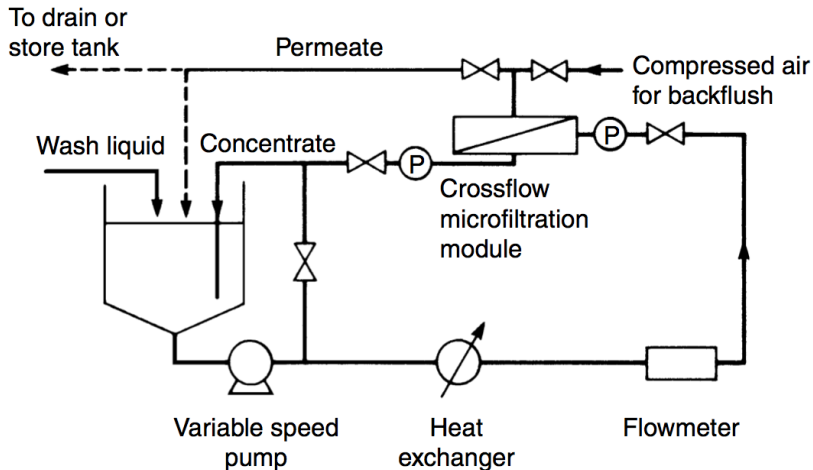 To drain or
store tank
Permeate
Compressed air
for backflush
Wash liquid
Concentrate
P
P
Crossflow
microfiltration
module
Variable speed
pump
Heat
exchanger
Flowmeter